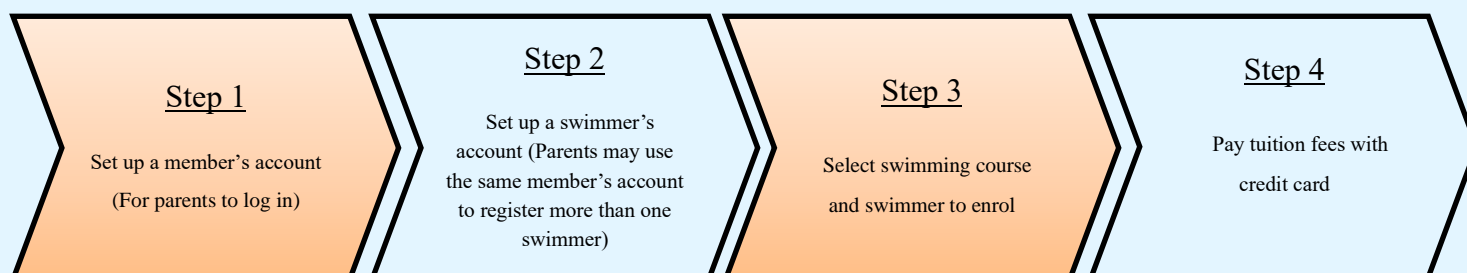 Step 1
Set up a member’s account
(For parents to log in)
Step 2
Set up a swimmer’s
account (Parents may use
the same member’s account
to register more than one
swimmer)
Step 3
Select swimming course
and swimmer to enrol
Step 4
Pay tuition fees with
credit card